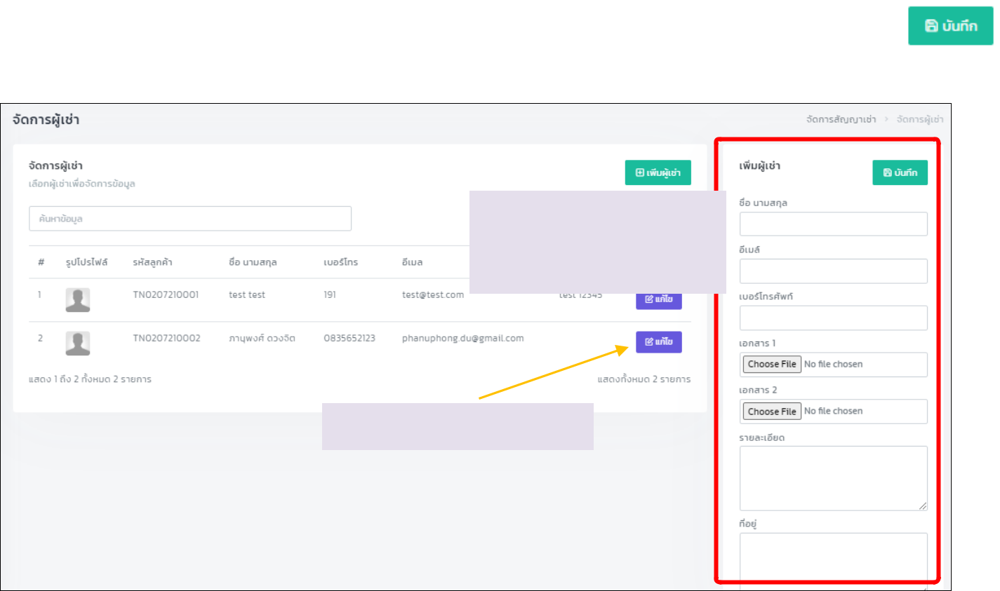 บันทึก
จัดการผู้เช่า
จัดการสัญญาเช่า > จัดการผู้เช่า
จัดการผู้เช่า
เลือกผู้เช่าเพื่อจัดการข้อมูล
เพิ่มผู้เช่า
ค้นหาข้อมูล
# รูปโปรไฟล์ รหัสลูกค้า ชื่อ นามสกุล เบอร์โทร อีเมล
1 TN0207210001 test test 191 test@test.com test 12345 แก้ไข
2 TN0207210002 ภานุพงศ์ ดวงจิต 0835652123 phanuphong.du@gmail.com แก้ไข
แสดง 1 ถึง 2 ทั้งหมด 2 รายการ
แสดงทั้งหมด 2 รายการ
เพิ่มผู้เช่า
บันทึก
ชื่อ นามสกุล
อีเมล์
เบอร์โทรศัพท์
เอกสาร 1
Choose File No file chosen
เอกสาร 2
Choose File No file chosen
รายละเอียด
ที่อยู่